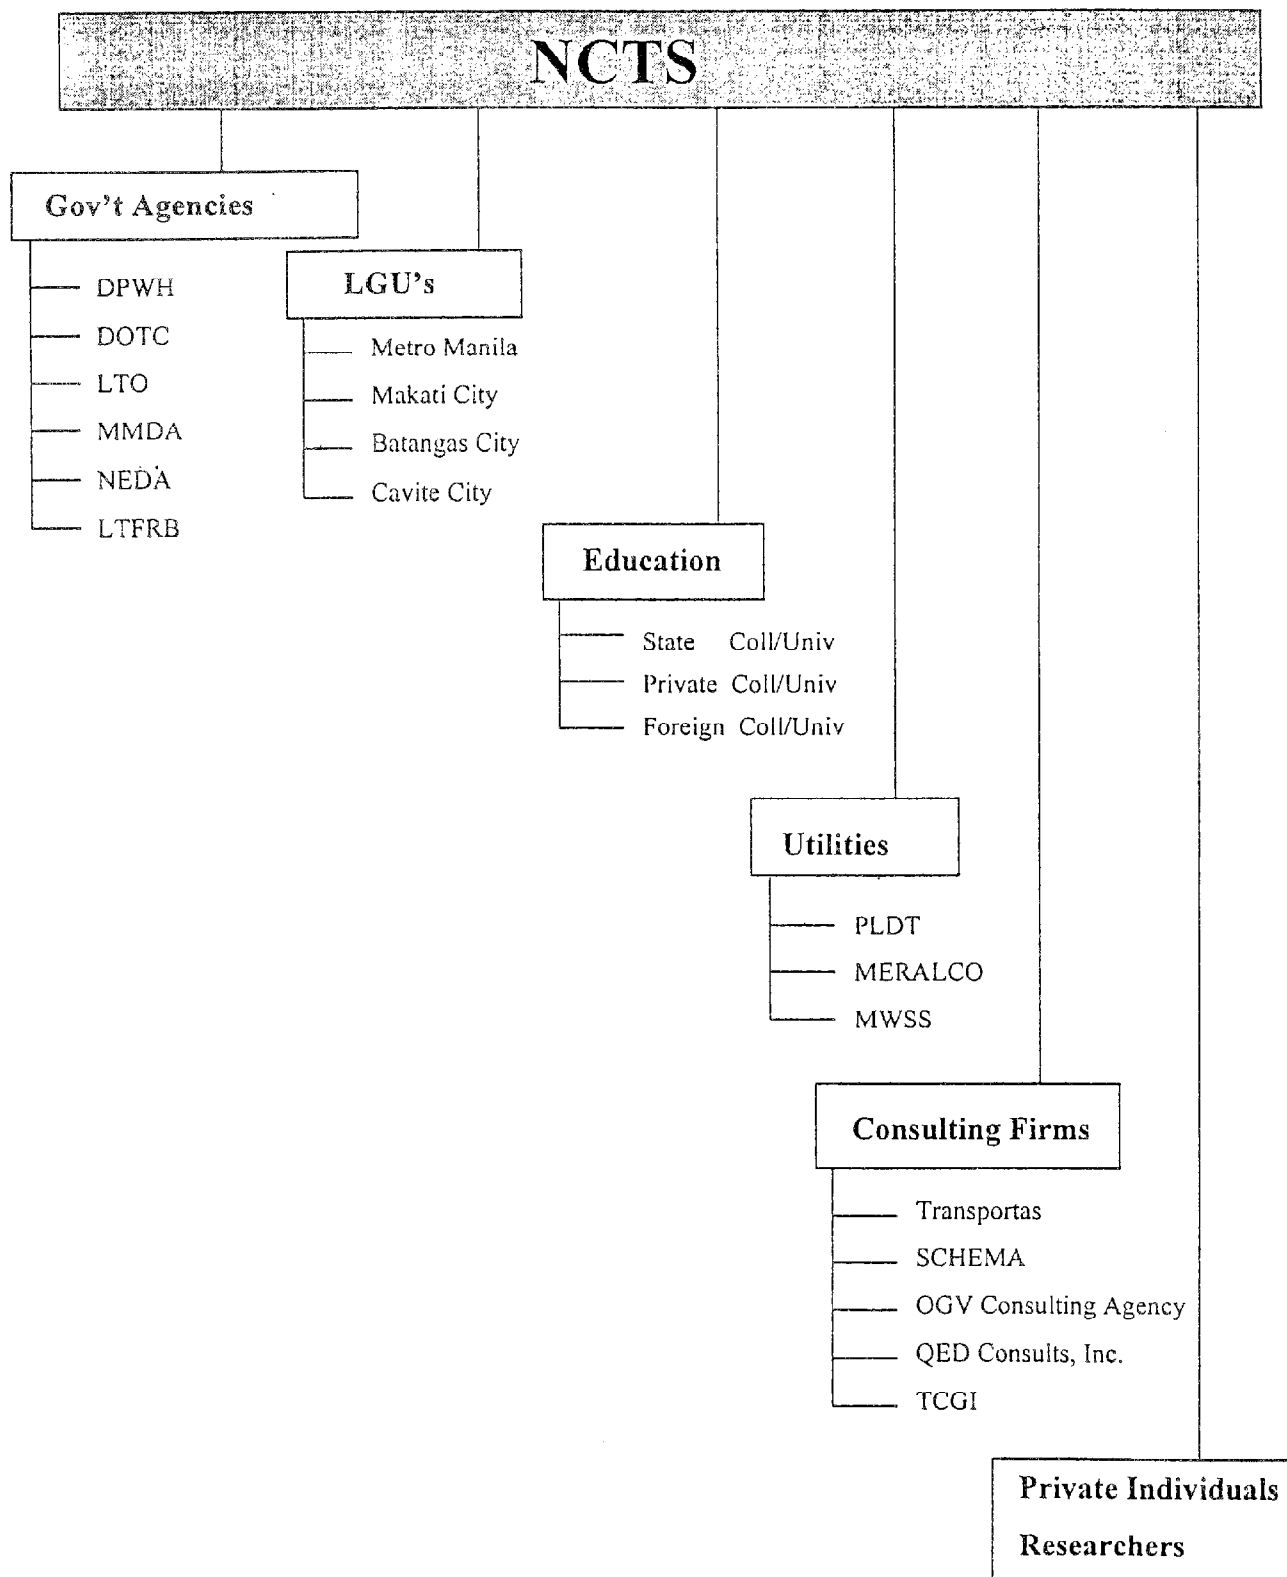 NCTS
Gov't Agencies
DPWH
DOTC
LTO
MMDA
NEDA
LTFRB
LGU's
Metro Manila
Makati City
Batangas City
Cavite City
Education
State Coll/Univ
Private Coll/Univ
Foreign Coll/Univ
Utilities
PLDT
MERALCO
MWSS
Consulting Firms
Transportas
SCHEMA
OGV Consulting Agency
QED Consults, Inc.
TCGI
Private Individuals
Researchers